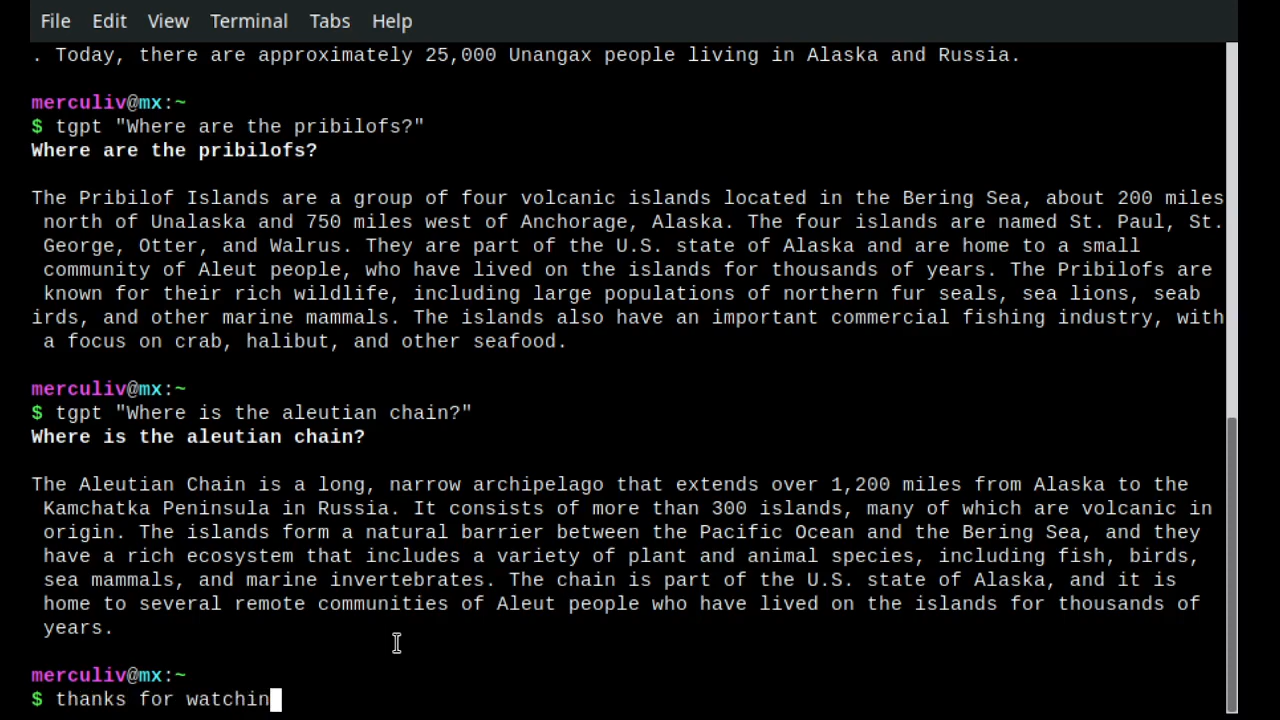 File Edit View Terminal Tabs Help
. Today, there are approximately 25,000 Unangax people living in Alaska and Russia.
merculiv@mx:~
$ tgpt "Where are the pribilofs?"
Where are the pribilofs?
The Pribilof Islands are a group of four volcanic islands located in the Bering Sea, about 200 miles
north of Unalaska and 750 miles west of Anchorage, Alaska. The four islands are named St. Paul, St.
George, Otter, and Walrus. They are part of the U.S. state of Alaska and are home to a small
community of Aleut people, who have lived on the islands for thousands of years. The Pribilofs are
known for their rich wildlife, including large populations of northern fur seals, sea lions, seab
irds, and other marine mammals. The islands also have an important commercial fishing industry, with
a focus on crab, halibut, and other seafood.
merculiv@mx:~
$ tgpt "Where is the aleutian chain?"
Where is the aleutian chain?
The Aleutian Chain is a long, narrow archipelago that extends over 1,200 miles from Alaska to the
Kamchatka Peninsula in Russia. It consists of more than 300 islands, many of which are volcanic in
origin. The islands form a natural barrier between the Pacific Ocean and the Bering Sea, and they
have a rich ecosystem that includes a variety of plant and animal species, including fish, birds,
sea mammals, and marine invertebrates. The chain is part of the U.S. state of Alaska, and it is
home to several remote communities of Aleut people who have lived on the islands for thousands of
years.
merculiv@mx:~
$ thanks for watchin